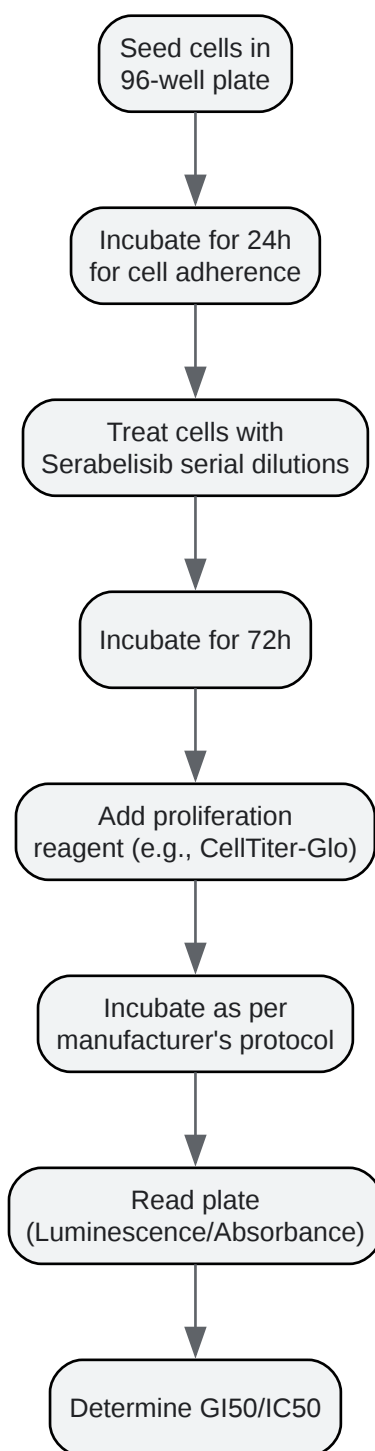 Seed cells in
96-well plate
Incubate for 24h
for cell adherence
Treat cells with
Serabelisib serial dilutions
Incubate for 72h
Add proliferation
reagent (e.g., CellTiter-Glo)
Incubate as per
manufacturer's protocol
Read plate
(Luminescence/Absorbance)
Determine GI50/IC50